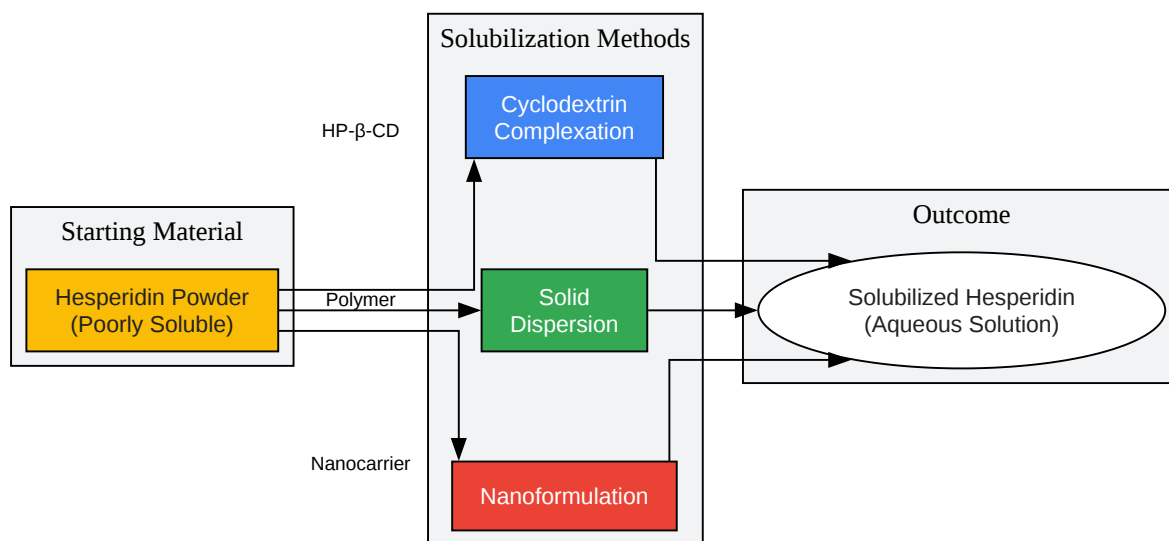 Starting Material
Hesperidin Powder
(Poorly Soluble)
HP-β-CD
Polymer
Nanocarrier
Solubilization Methods
Cyclodextrin
Complexation
Solid
Dispersion
Nanoformulation
Outcome
Solubilized Hesperidin
(Aqueous Solution)